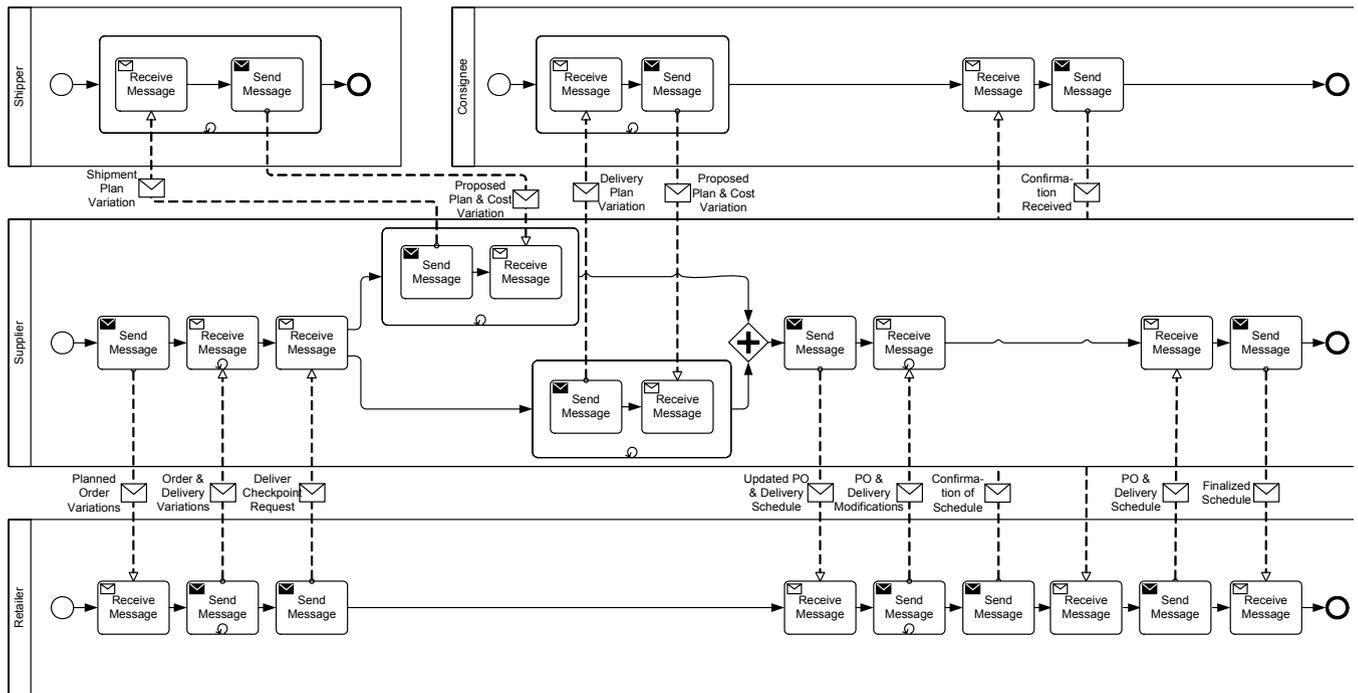 Shipper
Receive
Message
Send
Message
Consignee
Receive
Message
Send
Message
Receive
Message
Send
Message
Shipment
Plan
Variation
Proposed
Plan & Cost
Variation
Delivery
Plan
Variation
Proposed
Plan & Cost
Variation
Confirma-
tion
Received
Supplier
Send
Message
Receive
Message
Send
Message
Receive
Message
Receive
Message
Send
Message
Receive
Message
Send
Message
Receive
Message
Receive
Message
Send
Message
Planned
Order
Variations
Order &
Delivery
Variations
Deliver
Checkpoint
Request
Updated PO
& Delivery
Schedule
PO &
Delivery
Modifications
Confirma-
tion of
Schedule
PO &
Delivery
Schedule
Finalized
Schedule
Retailer
Receive
Message
Send
Message
Send
Message
Receive
Message
Send
Message
Send
Message
Receive
Message
Send
Message
Receive
Message